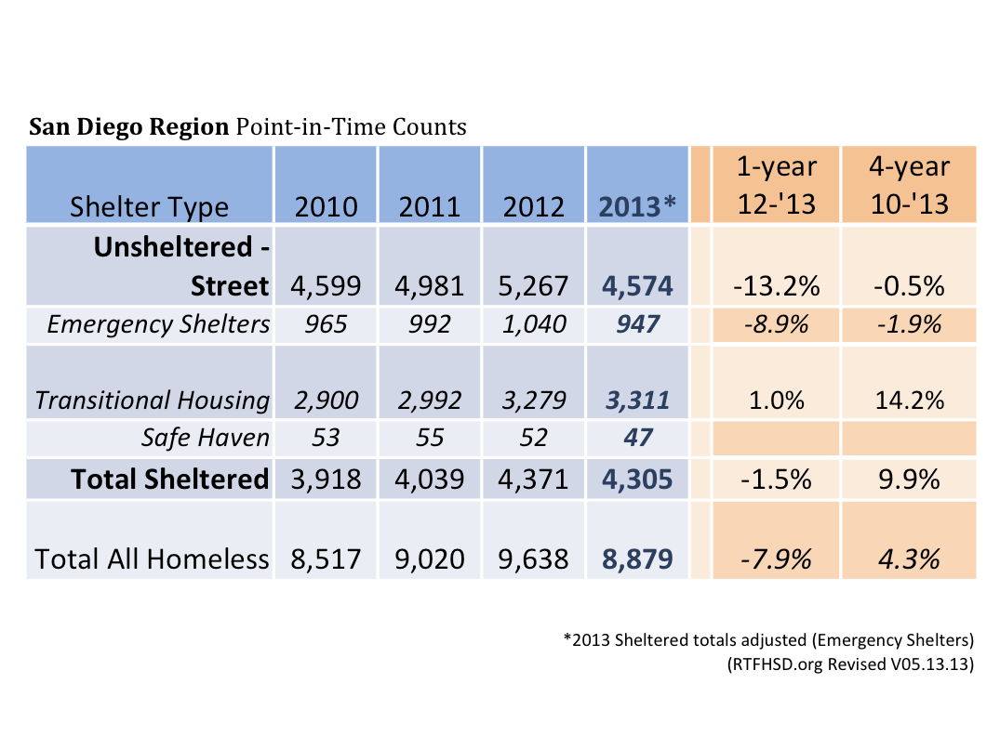 San Diego Region Point-in-Time Counts
1-year 4-year
Shelter Type 2010 2011 2012 2013* 12-'13 10-'13
Unsheltered -
Street 4,599 4,981 5,267 4,574 -13.2% -0.5%
Emergency Shelters 965 992 1,040 947 -8.9% -1.9%
Transitional Housing 2,900 2,992 3,279 3,311 1.0% 14.2%
Safe Haven 53 55 52 47
Total Sheltered 3,918 4,039 4,371 4,305 -1.5% 9.9%
Total All Homeless 8,517 9,020 9,638 8,879 -7.9% 4.3%
*2013 Sheltered totals adjusted (Emergency Shelters)
(RTFHSD.org Revised V05.13.13)